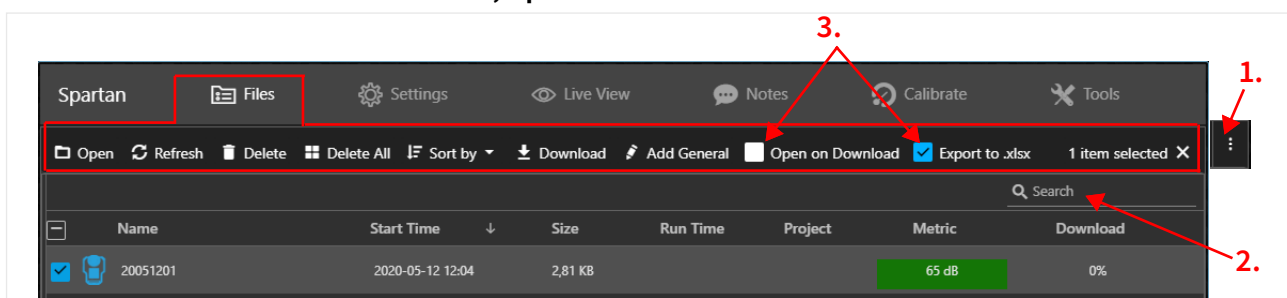 3.
1.
Spartan Files Settings Live View Notes Calibrate Tools
Open Refresh Delete Delete All Sort by Download Add General Open on Download Export to .xlsx 1 item selected
Search
Name Start Time Size Run Time Project Metric Download
20051201 2020-05-12 12:04 2,81 KB 65 dB 0%
2.